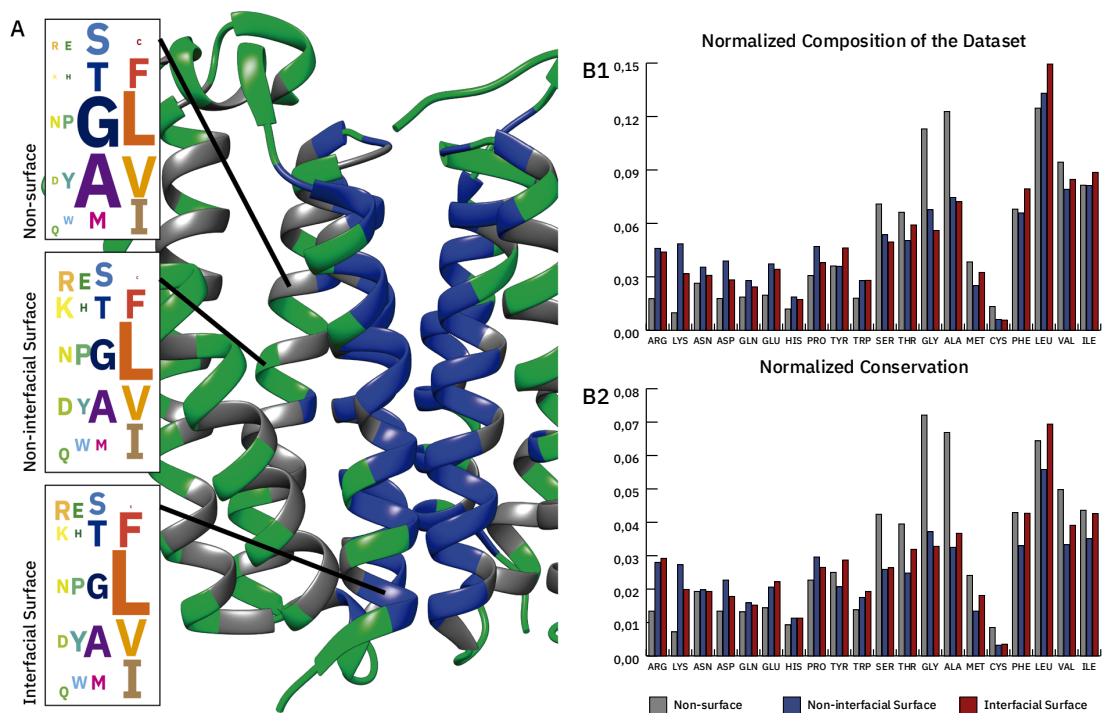 A
R E S C
K H T F
N P G L
D Y A V
Q W M I
Non-surface
R E S C
K H T F
N P G L
D Y A V
Q W M I
Non-interfacial Surface
R E S C
K H T F
N P G L
D Y A V
Q W M I
Interfacial Surface
Normalized Composition of the Dataset
B1
0,15
0,12
0,09
0,06
0,03
0,00
ARG LYS ASN ASP GLN GLU HIS PRO TYR TRP SER THR GLY ALA MET CYS PHE LEU VAL ILE
Normalized Conservation
B2
0,08
0,07
0,06
0,05
0,04
0,03
0,02
0,01
0,00
ARG LYS ASN ASP GLN GLU HIS PRO TYR TRP SER THR GLY ALA MET CYS PHE LEU VAL ILE
Non-surface Non-interfacial Surface Interfacial Surface